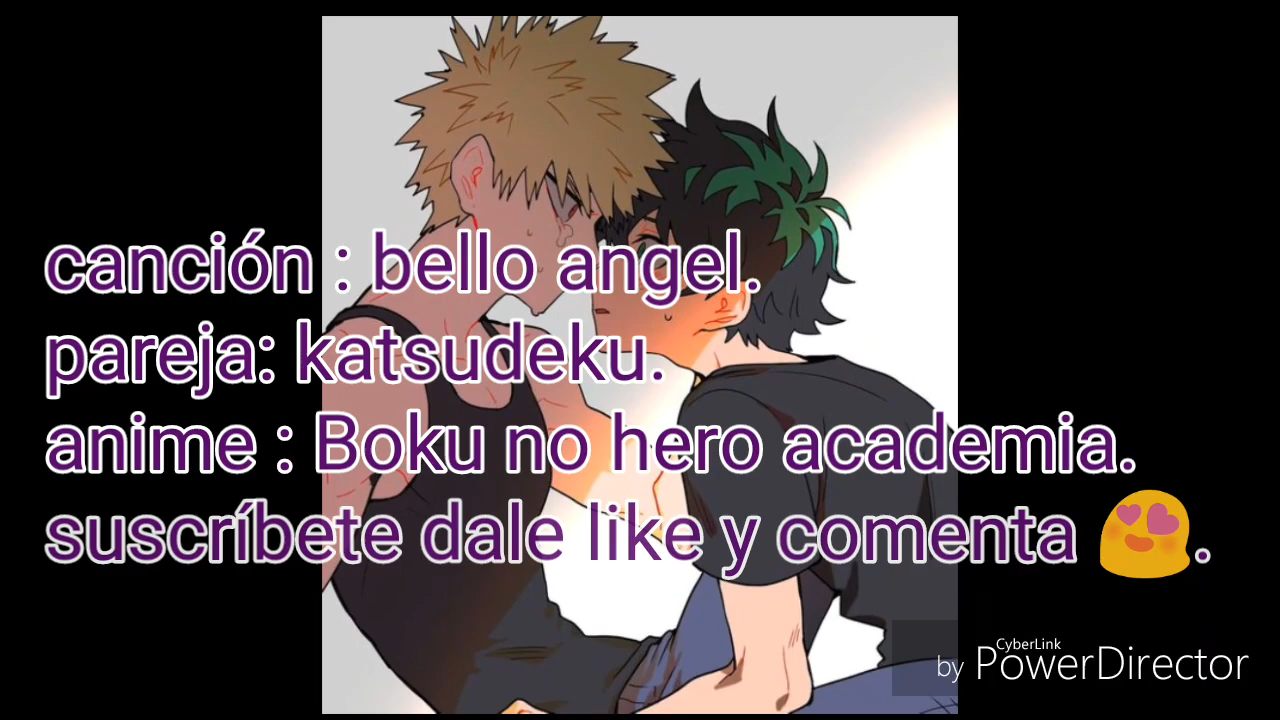 canción : bello angel.
pareja: katsudeku.
anime : Boku no hero academia.
suscríbete dale like y comenta 😍.
CyberLink
by PowerDirector